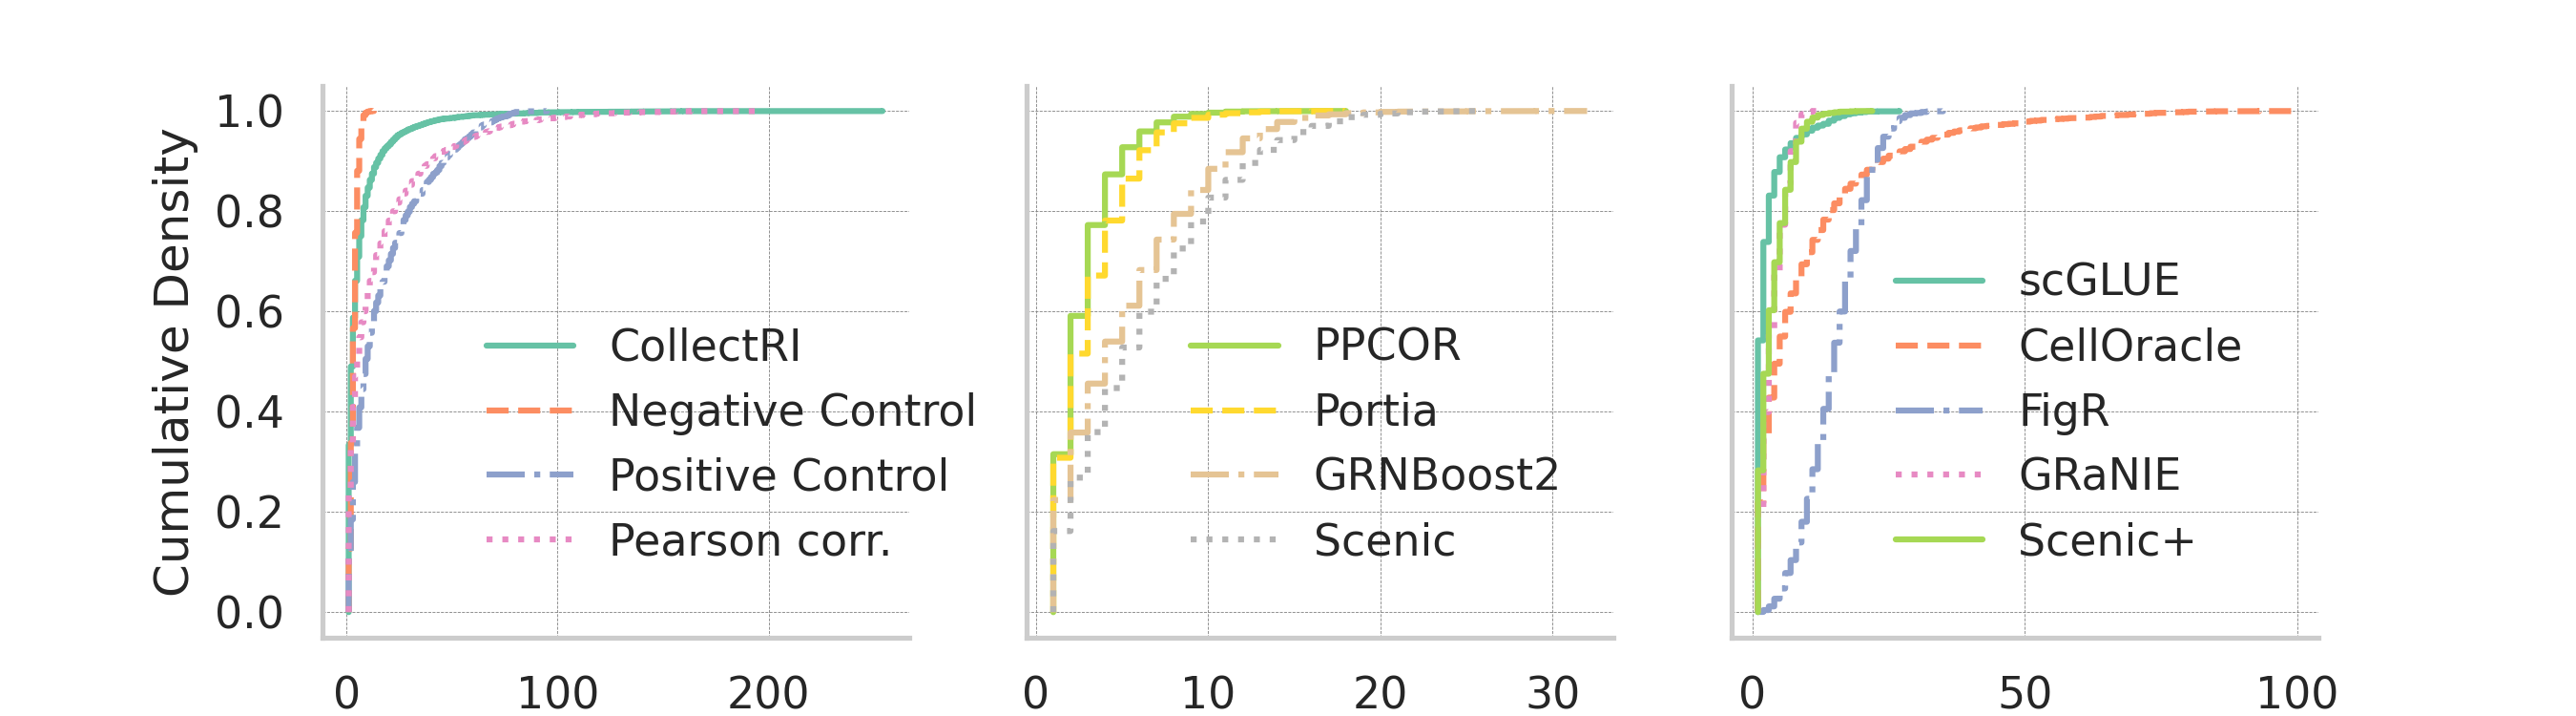 Cumulative Density
1.0
0.8
0.6
0.4
0.2
0.0
CollectRI
Negative Control
Positive Control
Pearson corr.
0 100 200
PPCOR
Portia
GRNBoost2
Scenic
0 10 20 30
scGLUE
CellOracle
FigR
GRaNIE
Scenic+
0 50 100